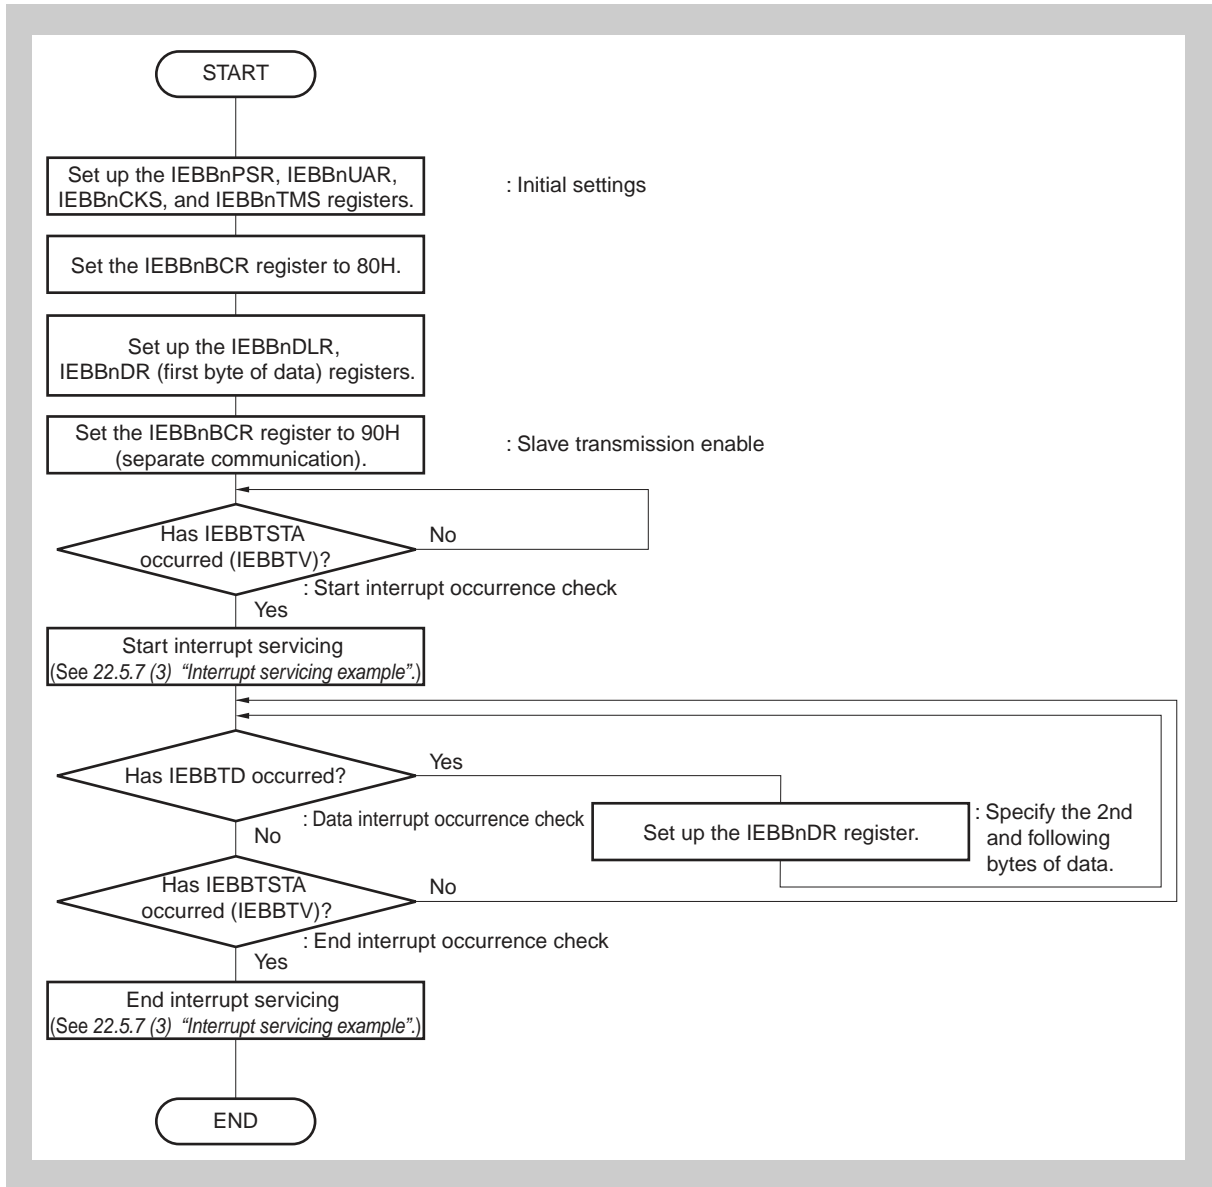 START
Set up the IEBBnPSR, IEBBnUAR,
IEBBnCKS, and IEBBnTMS registers.
: Initial settings
Set the IEBBnBCR register to 80H.
Set up the IEBBnDLR,
IEBBnDR (first byte of data) registers.
Set the IEBBnBCR register to 90H
(separate communication).
: Slave transmission enable
Has IEBBTSTA
occurred (IEBBTV)?
No
: Start interrupt occurrence check
Yes
Start interrupt servicing
(See 22.5.7 (3) “Interrupt servicing example”.)
Has IEBBTD occurred?
Yes
: Data interrupt occurrence check
No
Set up the IEBBnDR register.
: Specify the 2nd
and following
bytes of data.
Has IEBBTSTA
occurred (IEBBTV)?
No
: End interrupt occurrence check
Yes
End interrupt servicing
(See 22.5.7 (3) “Interrupt servicing example”.)
END